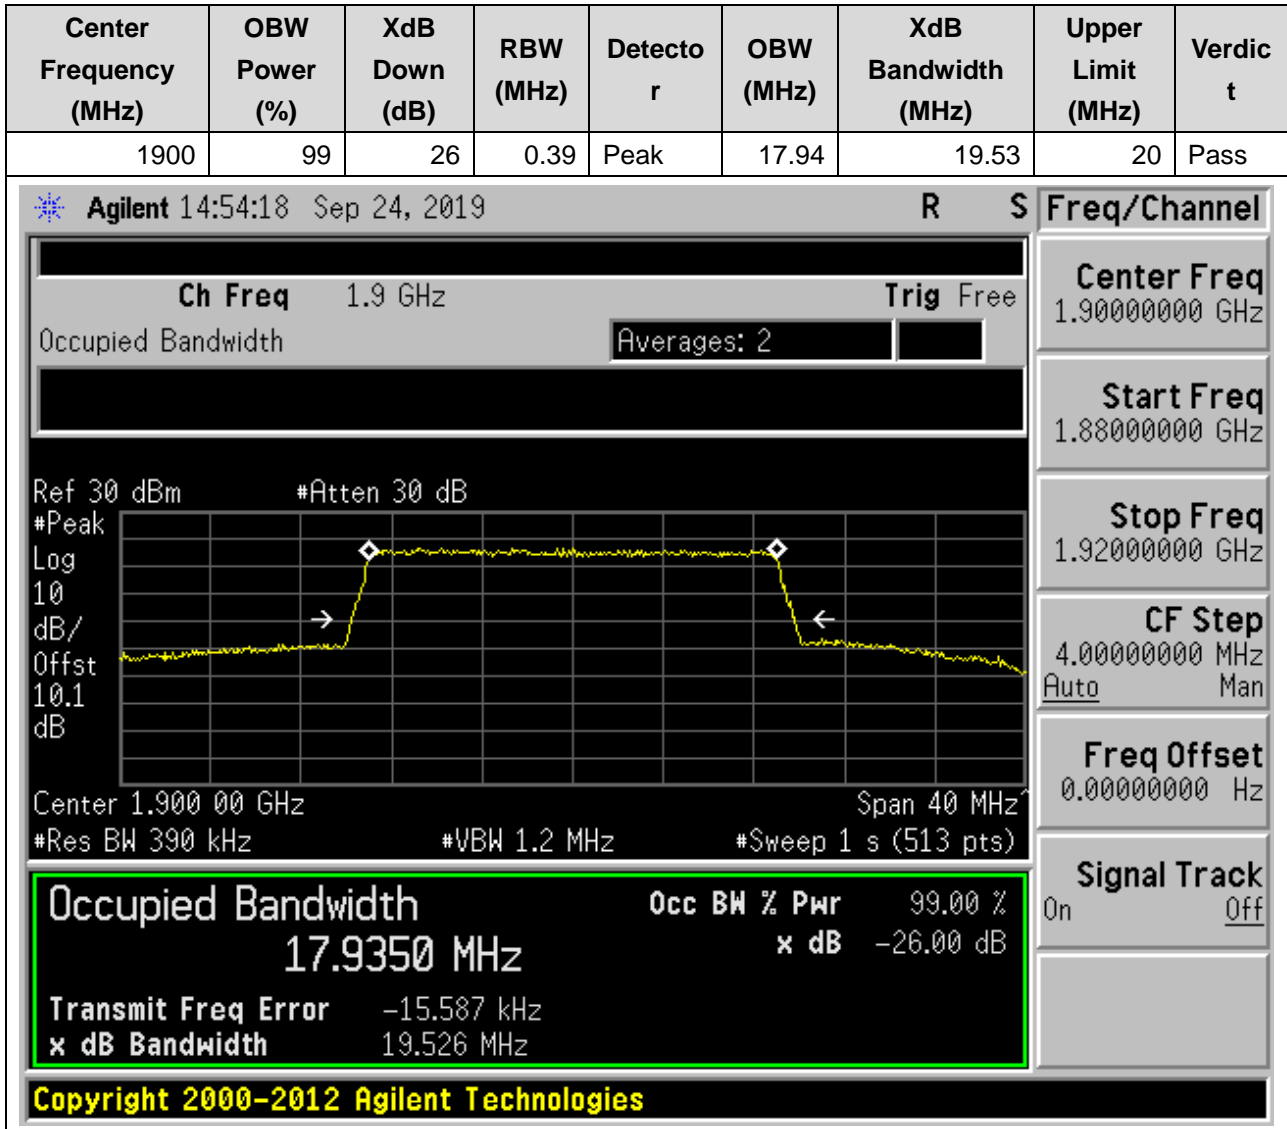 Center Frequency (MHz) OBW Power (%) XdB Down (dB) RBW (MHz) Detecto r OBW (MHz) XdB Bandwidth (MHz) Upper Limit (MHz) Verdic t
1900 99 26 0.39 Peak 17.94 19.53 20 Pass
Agilent 14:54:18 Sep 24, 2019 R S
Ch Freq 1.9 GHz Trig Free
Occupied Bandwidth Averages: 2
Ref 30 dBm #Atten 30 dB
#Peak
Log
10
dB/
Offst
10.1
dB
Center 1.900 00 GHz Span 40 MHz^
#Res BW 390 kHz #VBW 1.2 MHz #Sweep 1 s (513 pts)
Occupied Bandwidth Occ BW % Pwr 99.00 %
17.9350 MHz x dB -26.00 dB
Transmit Freq Error -15.587 kHz
x dB Bandwidth 19.526 MHz
Copyright 2000-2012 Agilent Technologies
Freq/Channel
Center Freq
1.90000000 GHz
Start Freq
1.88000000 GHz
Stop Freq
1.92000000 GHz
CF Step
4.00000000 MHz
Auto Man
Freq Offset
0.00000000 Hz
Signal Track
On Off